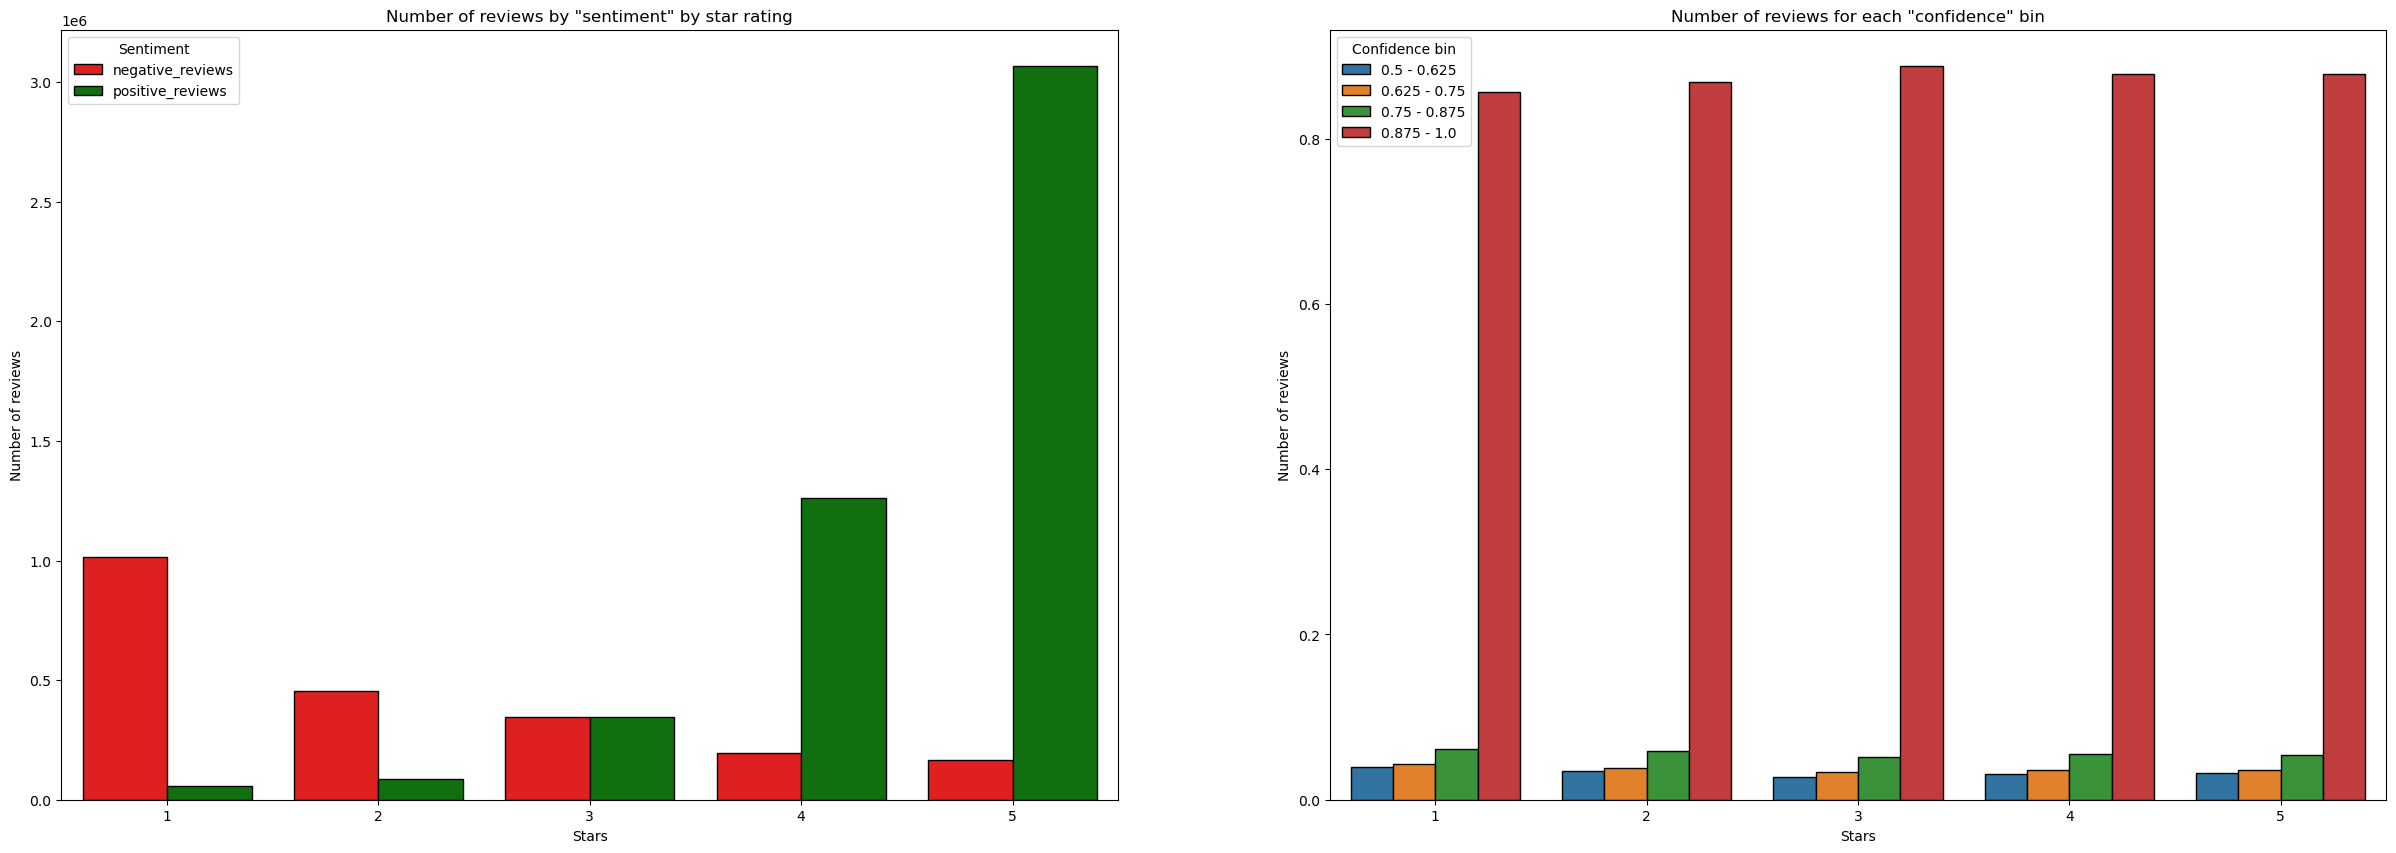 Number of reviews by "sentiment" by star rating
1e6
Sentiment
negative_reviews
positive_reviews
3.0
2.5
2.0
1.5
1.0
0.5
0.0
Number of reviews
1 2 3 4 5
Stars
Number of reviews for each "confidence" bin
Confidence bin
0.5 - 0.625
0.625 - 0.75
0.75 - 0.875
0.875 - 1.0
0.8
0.6
0.4
0.2
0.0
Number of reviews
1 2 3 4 5
Stars